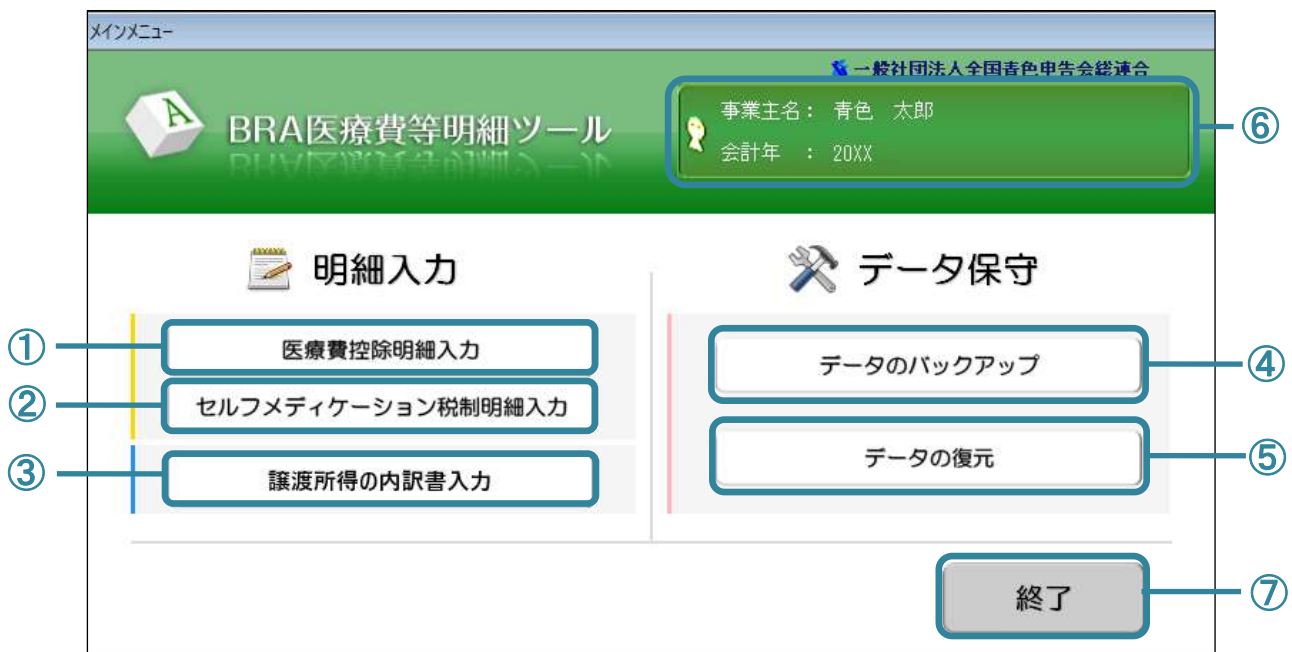 メインメニュー
一般社団法人全国青色申告会総連合
A
BRA医療費等明細ツール
事業主名： 青色 太郎
会計年 ： 20XX
⑥
明細入力
データ保守
①
医療費控除明細入力
②
セルフメディケーション税制明細入力
③
譲渡所得の内訳書入力
データのバックアップ
④
データの復元
⑤
終了
⑦